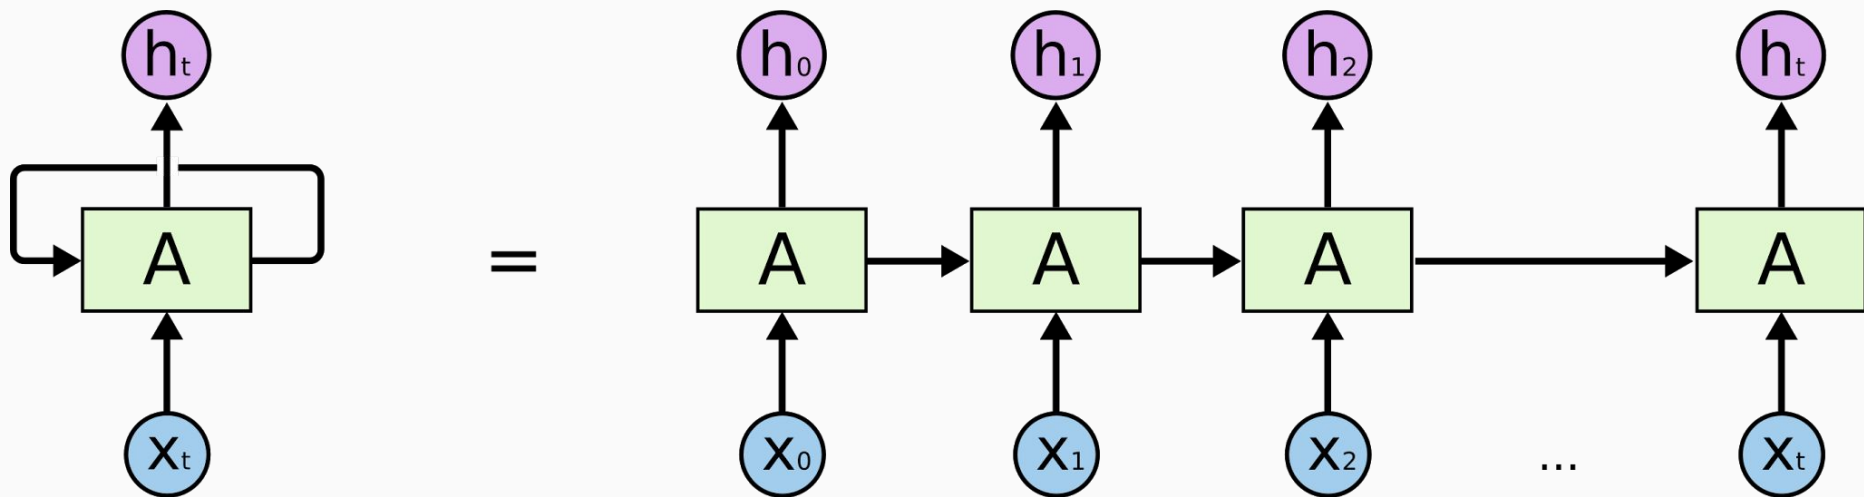 ht h0 h1 h2 ht
A = A A A A
xt x0 x1 x2 ... xt